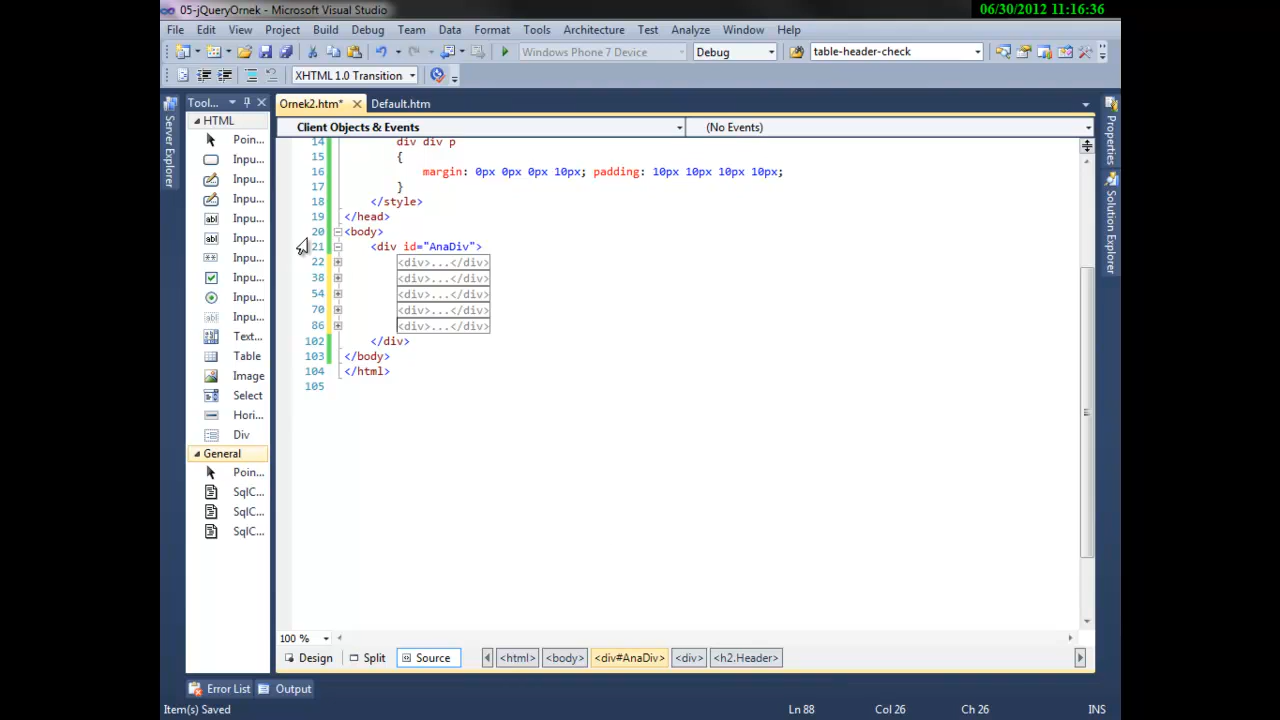 05-jQueryOrnek - Microsoft Visual Studio
06/30/2012 11:16:36
File Edit View Project Build Debug Team Data Format Tools Architecture Test Analyze Window Help
Windows Phone 7 Device Debug table-header-check
XHTML 1.0 Transition
Server Explorer
Tool...
Ornek2.htm* Default.htm
Properties
Solution Explorer
HTML
Client Objects & Events (No Events)
Poin...
Inpu...
Inpu...
Inpu...
Inpu...
Inpu...
Inpu...
Inpu...
Inpu...
Inpu...
Text...
Table
Image
Select
Hori...
Div
General
Poin...
SqlC...
SqlC...
SqlC...
14 div div p
15 {
16 margin: 0px 0px 0px 10px; padding: 10px 10px 10px 10px;
17 }
18 </style>
19 </head>
20 <body>
21 <div id="AnaDiv">
22 <div>...</div>
38 <div>...</div>
54 <div>...</div>
70 <div>...</div>
86 <div>...</div>
102 </div>
103 </body>
104 </html>
105
100 %
Design Split Source <html> <body> <div#AnaDiv> <div> <h2.Header>
Error List Output
Item(s) Saved Ln 88 Col 26 Ch 26 INS